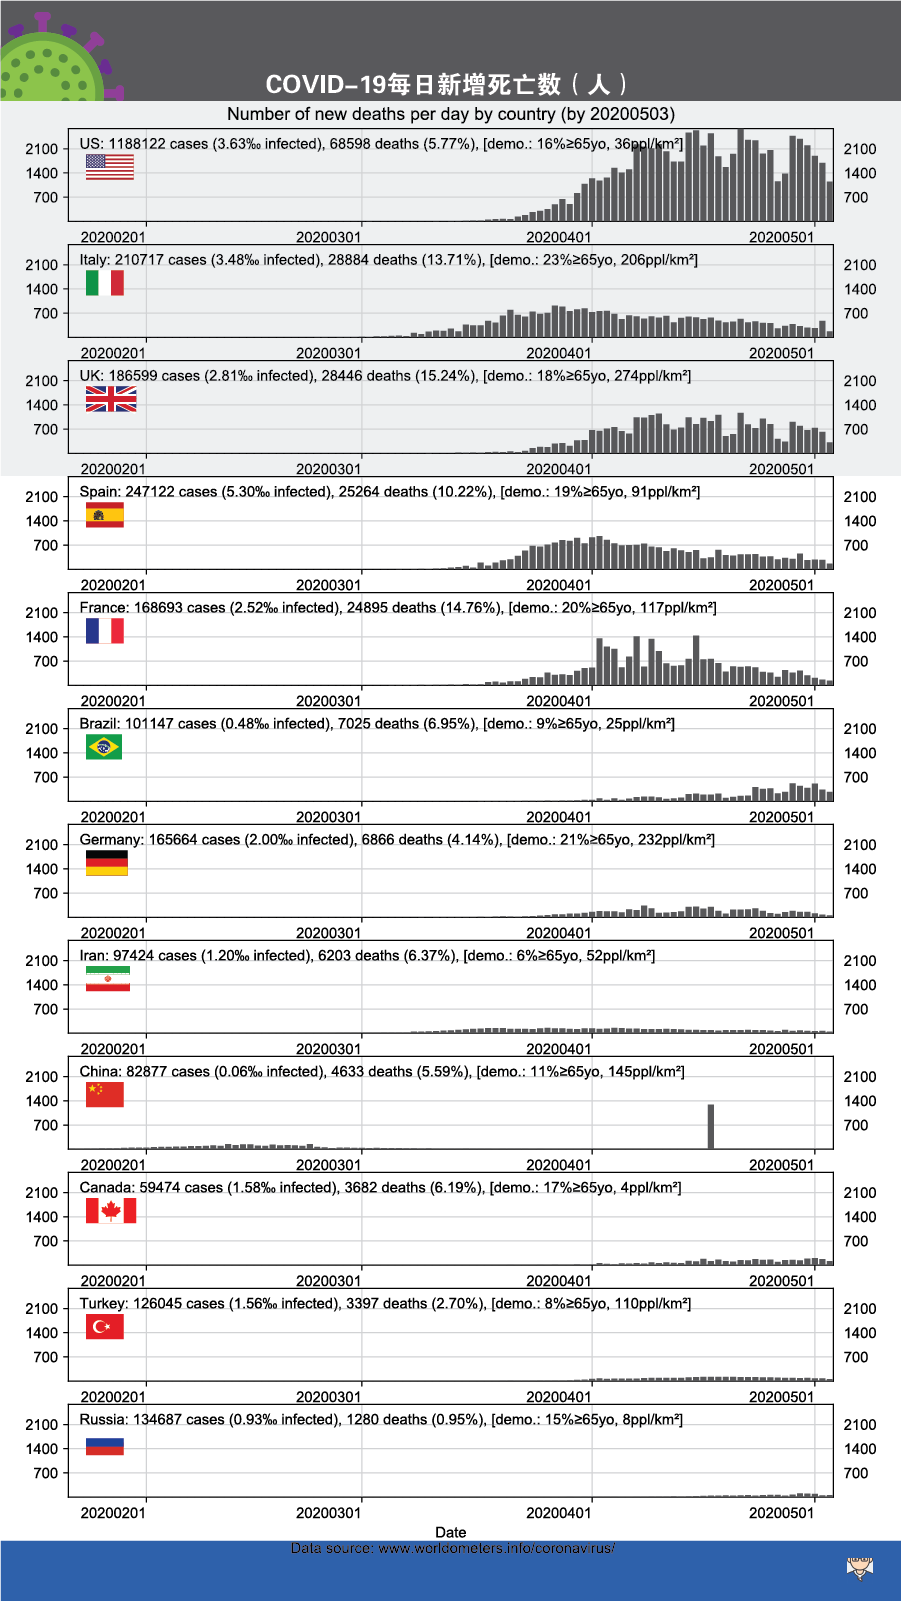 COVID-19每日新增死亡数（人）
Number of new deaths per day by country (by 20200503)
US: 1188122 cases (3.63‰ infected), 68598 deaths (5.77%), [demo.: 16%≥65yo, 36ppl/km²]
2100 2100
1400 1400
700 700
20200201 20200301 20200401 20200501
Italy: 210717 cases (3.48‰ infected), 28884 deaths (13.71%), [demo.: 23%≥65yo, 206ppl/km²]
2100 2100
1400 1400
700 700
20200201 20200301 20200401 20200501
UK: 186599 cases (2.81‰ infected), 28446 deaths (15.24%), [demo.: 18%≥65yo, 274ppl/km²]
2100 2100
1400 1400
700 700
20200201 20200301 20200401 20200501
Spain: 247122 cases (5.30‰ infected), 25264 deaths (10.22%), [demo.: 19%≥65yo, 91ppl/km²]
2100 2100
1400 1400
700 700
20200201 20200301 20200401 20200501
France: 168693 cases (2.52‰ infected), 24895 deaths (14.76%), [demo.: 20%≥65yo, 117ppl/km²]
2100 2100
1400 1400
700 700
20200201 20200301 20200401 20200501
Brazil: 101147 cases (0.48‰ infected), 7025 deaths (6.95%), [demo.: 9%≥65yo, 25ppl/km²]
2100 2100
1400 1400
700 700
20200201 20200301 20200401 20200501
Germany: 165664 cases (2.00‰ infected), 6866 deaths (4.14%), [demo.: 21%≥65yo, 232ppl/km²]
2100 2100
1400 1400
700 700
20200201 20200301 20200401 20200501
Iran: 97424 cases (1.20‰ infected), 6203 deaths (6.37%), [demo.: 6%≥65yo, 52ppl/km²]
2100 2100
1400 1400
700 700
20200201 20200301 20200401 20200501
China: 82877 cases (0.06‰ infected), 4633 deaths (5.59%), [demo.: 11%≥65yo, 145ppl/km²]
2100 2100
1400 1400
700 700
20200201 20200301 20200401 20200501
Canada: 59474 cases (1.58‰ infected), 3682 deaths (6.19%), [demo.: 17%≥65yo, 4ppl/km²]
2100 2100
1400 1400
700 700
20200201 20200301 20200401 20200501
Turkey: 126045 cases (1.56‰ infected), 3397 deaths (2.70%), [demo.: 8%≥65yo, 110ppl/km²]
2100 2100
1400 1400
700 700
20200201 20200301 20200401 20200501
Russia: 134687 cases (0.93‰ infected), 1280 deaths (0.95%), [demo.: 15%≥65yo, 8ppl/km²]
2100 2100
1400 1400
700 700
20200201 20200301 20200401 20200501
Date
Data source: www.worldometers.info/coronavirus/